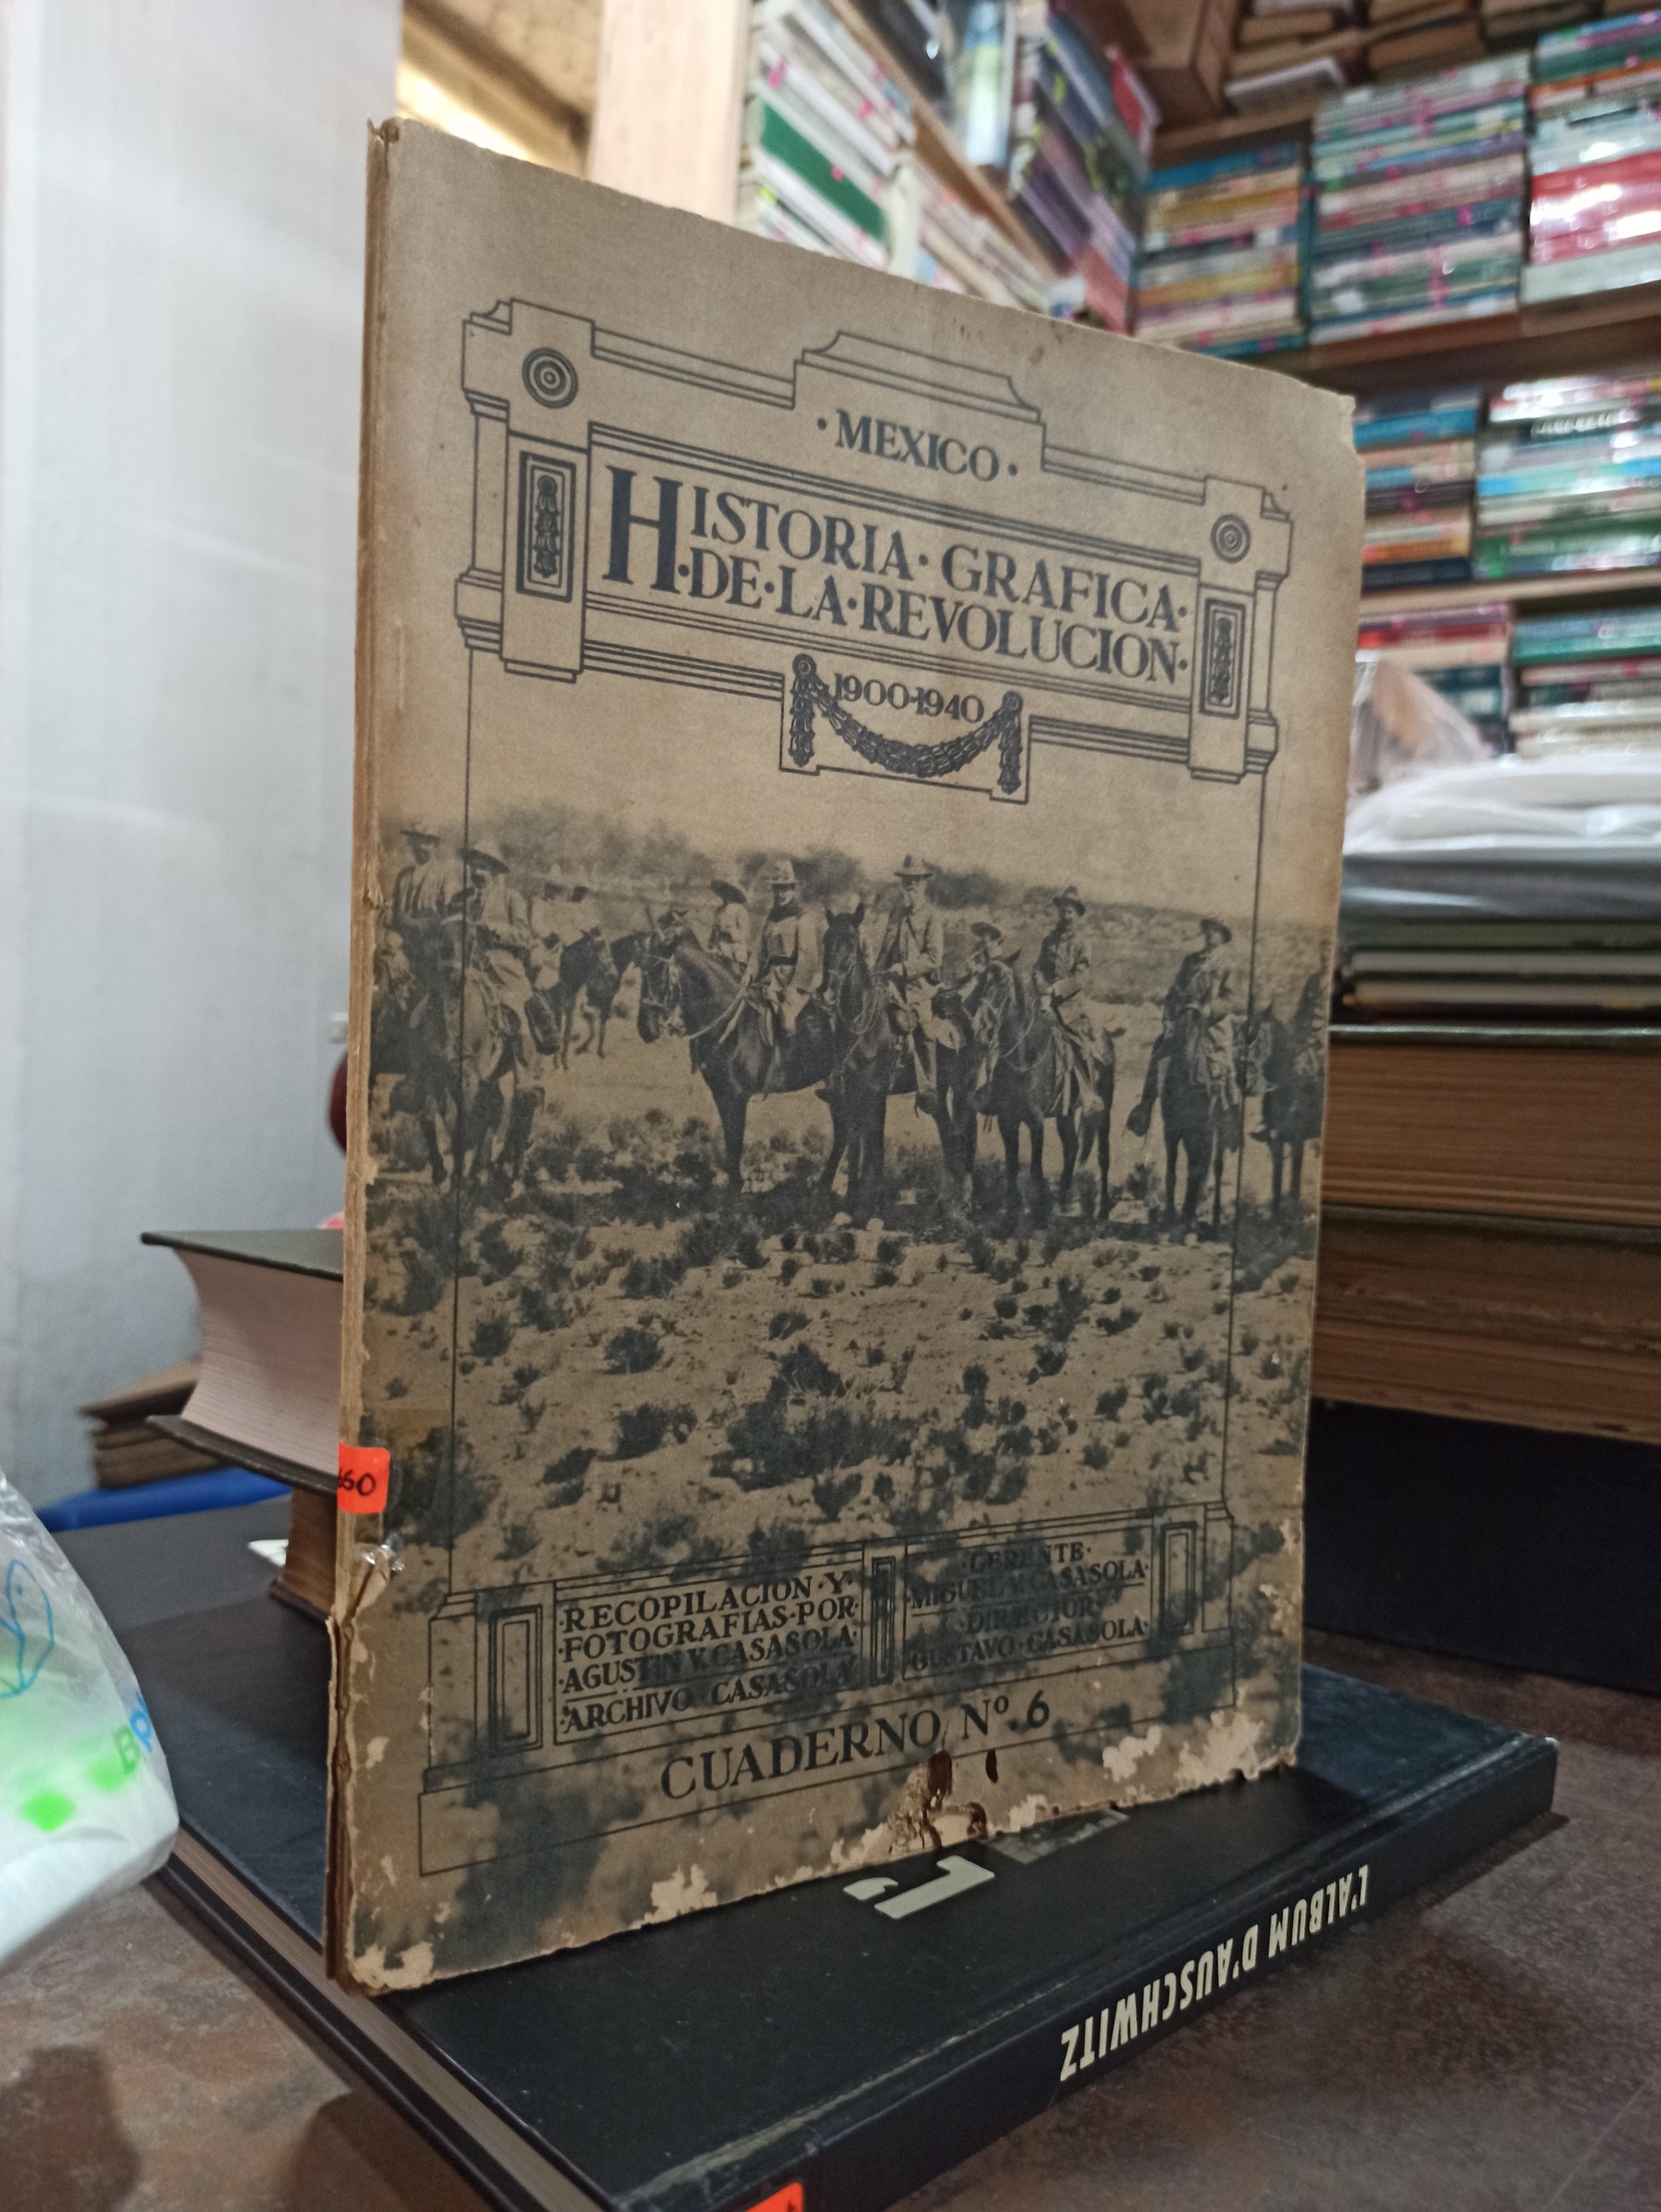 ·MEXICO·
HISTORIA·GRAFICA·
·DE·LA·REVOLUCION·
1900-1940
·RECOPILACION·Y·
·FOTOGRAFIAS·POR·
·AGUSTIN V. CASASOLA·
·ARCHIVO·CASASOLA·
·GERENTE·
MIGUEL V. CASASOLA·
·DIRECTOR·
GUSTAVO·CASASOLA·
CUADERNO Nº.6
L'ALBUM D'AUSCHWITZ